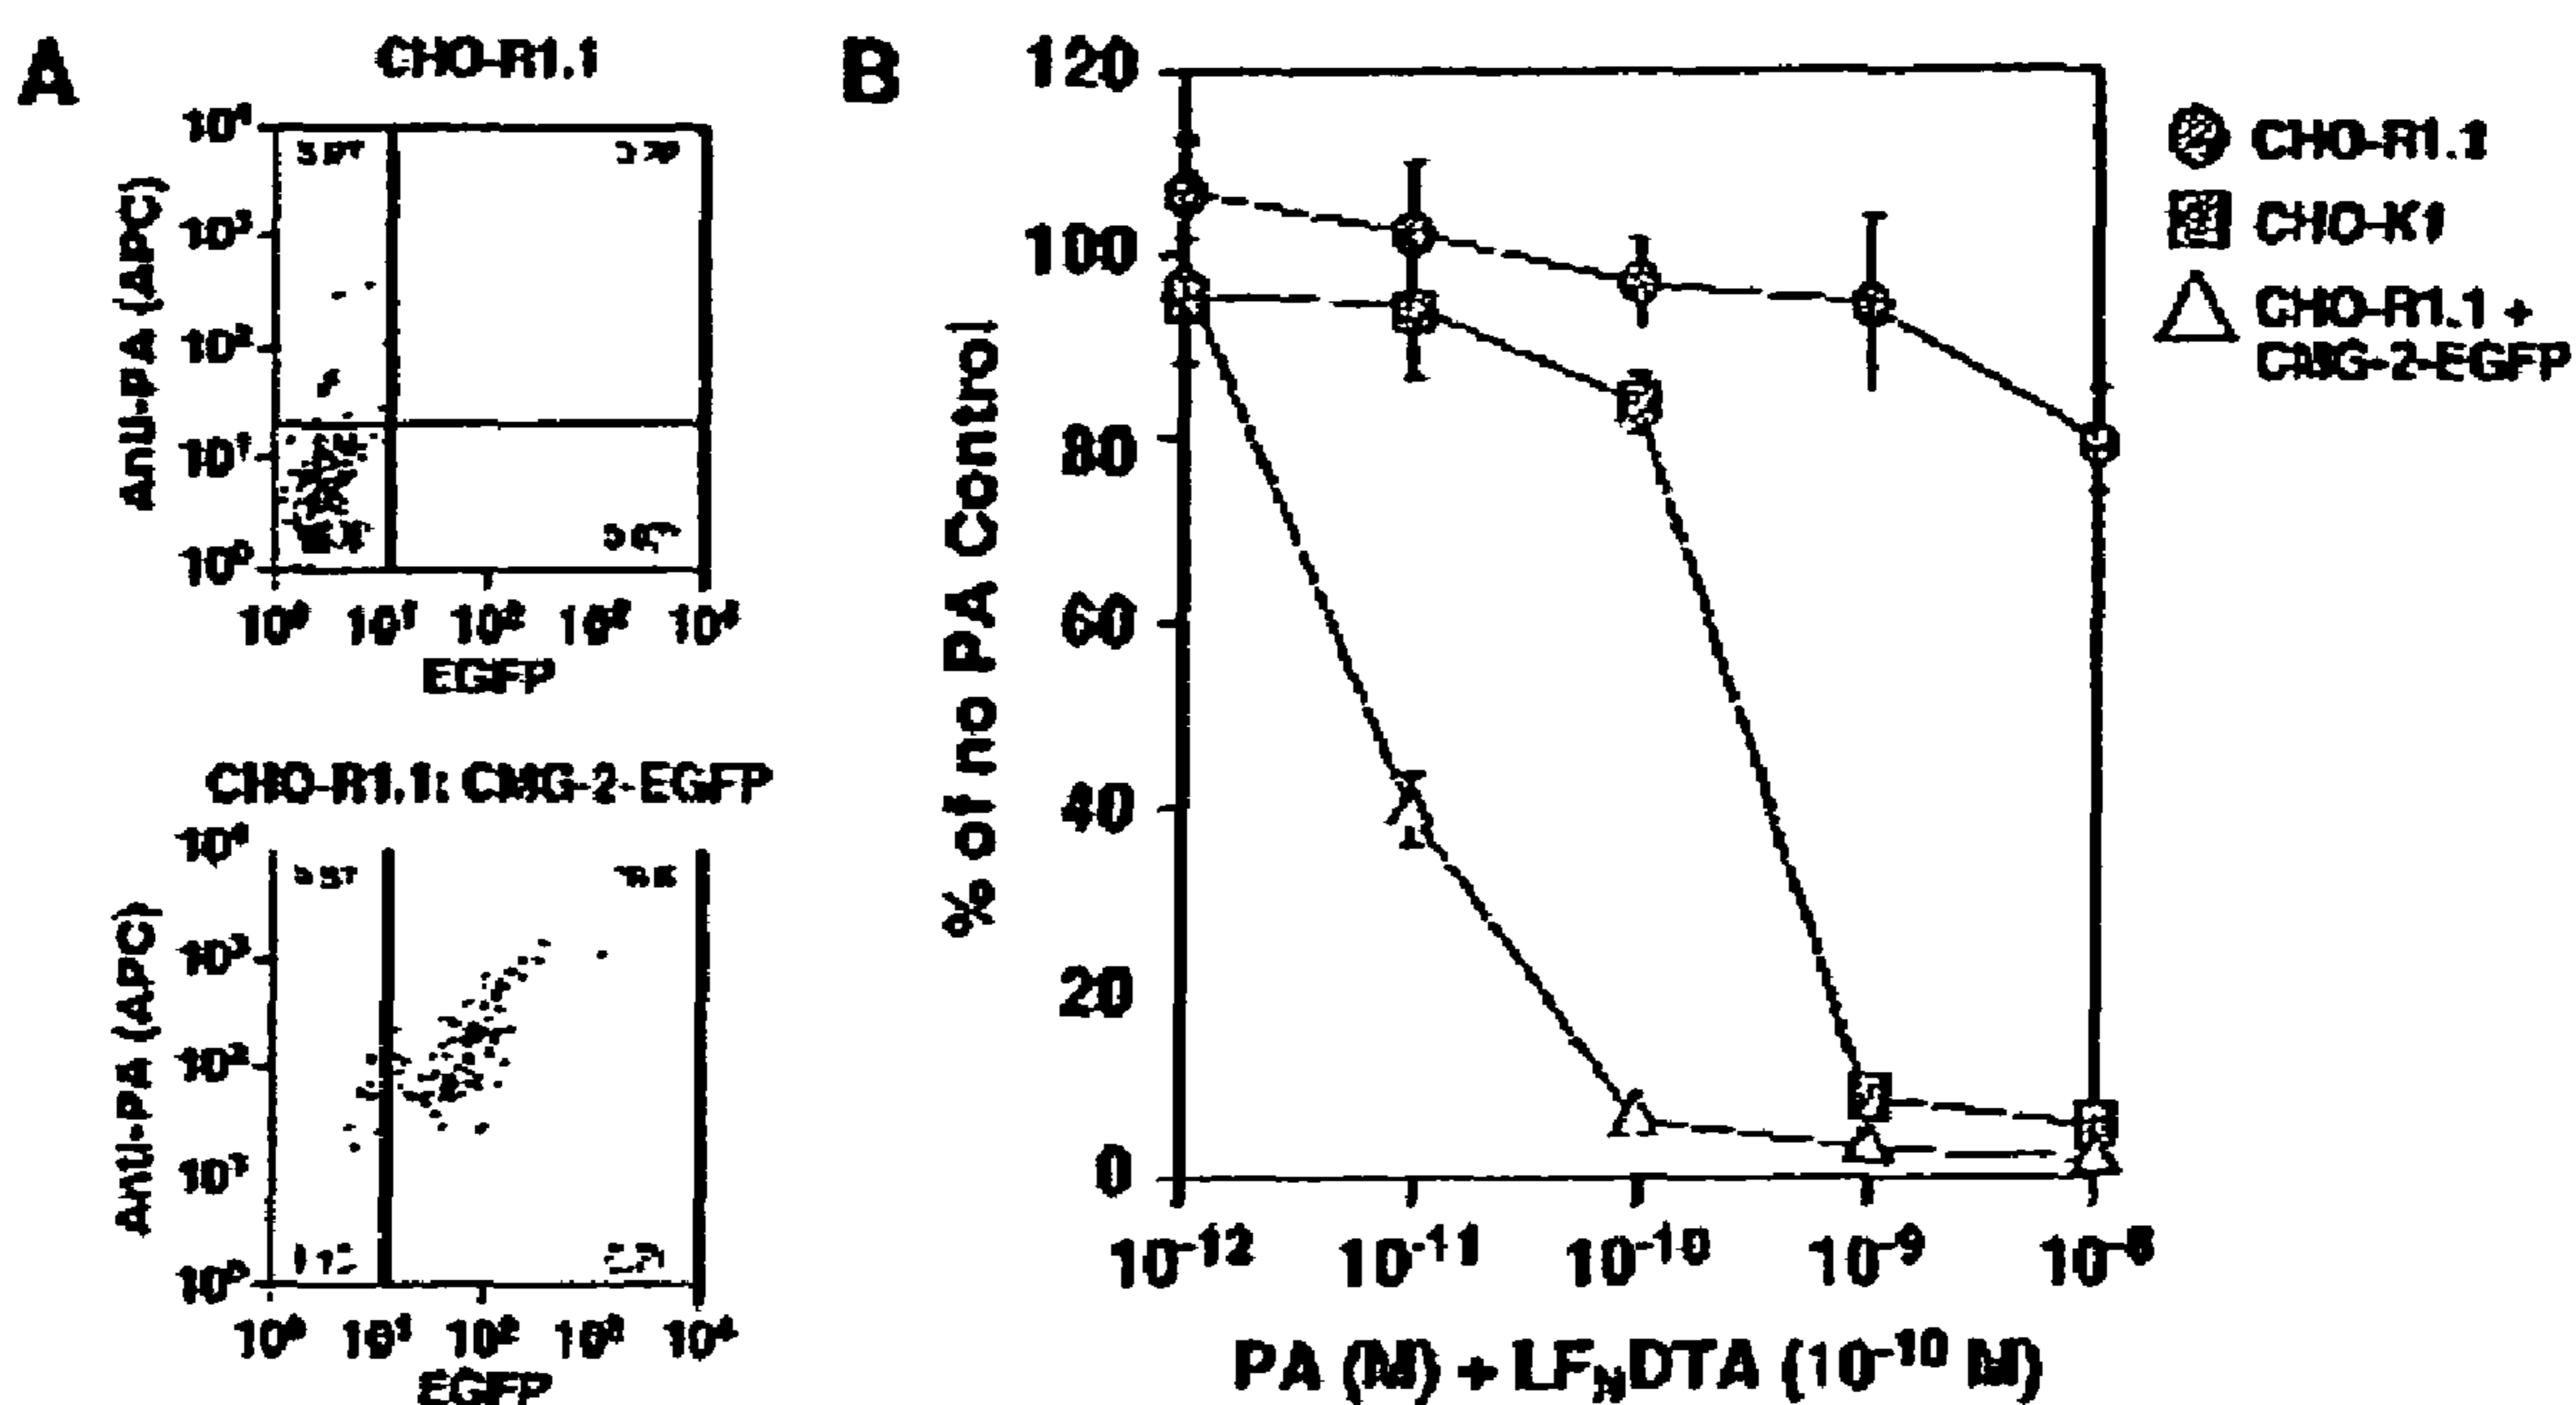 A
CHO-R1.1
10⁴
10³
10²
10¹
10⁰
Anti-PA (APC)
10⁰ 10¹ 10² 10⁴
EGFP
CHO-R1.1: CMG-2-EGFP
10⁴
10³
10²
10¹
10⁰
Anti-PA (APC)
10⁰ 10¹ 10² 10³ 10⁴
EGFP
B
120
100
80
60
40
20
0
% of no PA Control
10⁻¹² 10⁻¹¹ 10⁻¹⁰ 10⁻⁹ 10⁻⁸
PA (M) + LF_NDTA (10⁻¹⁰ M)
CHO-R1.1
CHO-K1
CHO-R1.1 +
CMG-2-EGFP